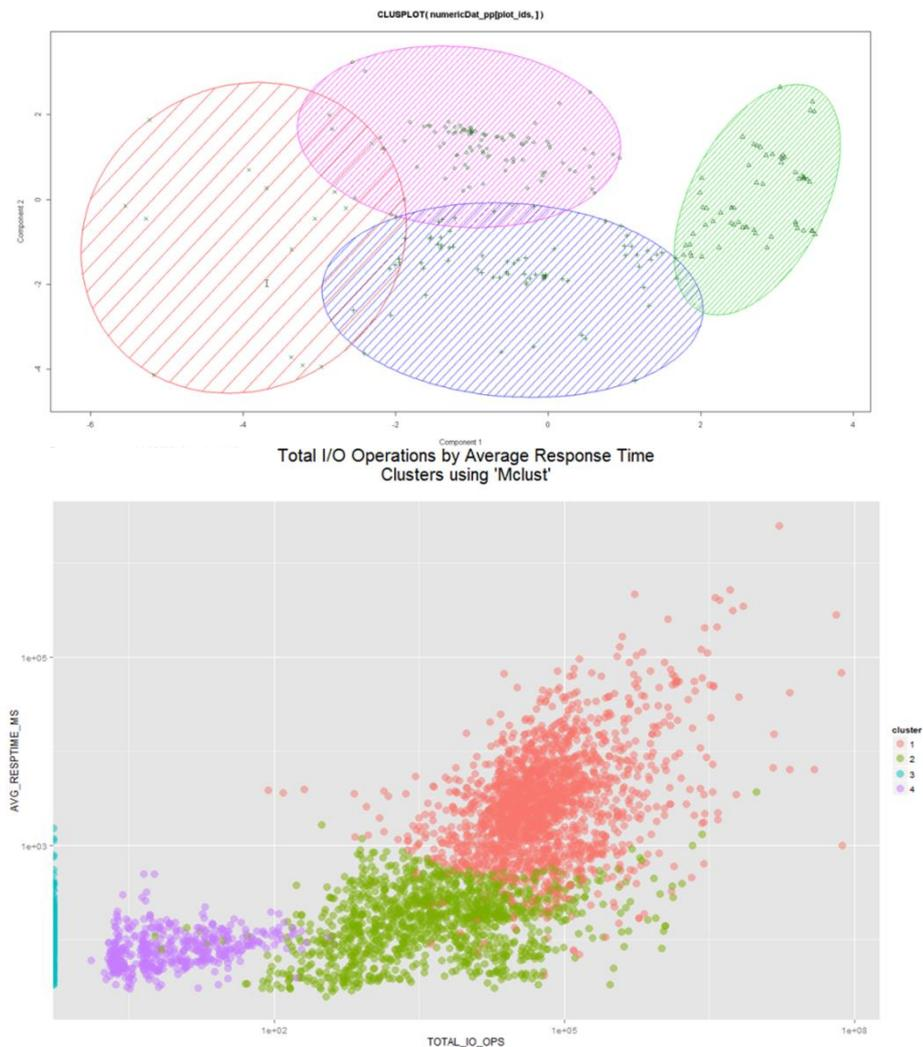 CLUSPLOT( numericDat_pp[plot_ids, ] )
Component 2
2
0
-2
-4
1
-6
-4
-2
0
2
4
Component 1
Total I/O Operations by Average Response Time
Clusters using 'Mclust'
AVG_RESPTIME_MS
1e+05
1e+03
1e+02
1e+05
1e+08
TOTAL_IO_OPS
cluster
1
2
3
4